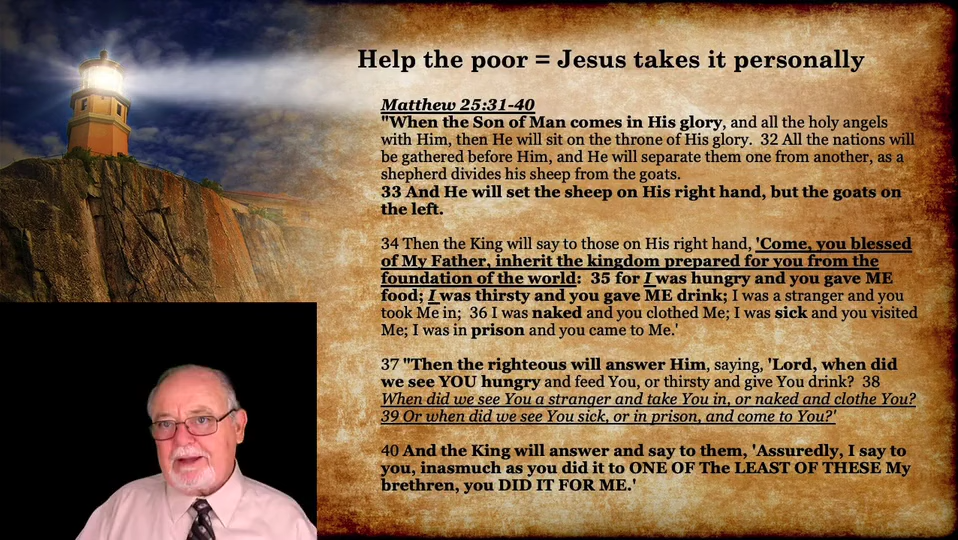 Help the poor = Jesus takes it personally
Matthew 25:31-40
"When the Son of Man comes in His glory, and all the holy angels
with Him, then He will sit on the throne of His glory.  32 All the nations will
be gathered before Him, and He will separate them one from another, as a
shepherd divides his sheep from the goats.
33 And He will set the sheep on His right hand, but the goats on
the left.
34 Then the King will say to those on His right hand, 'Come, you blessed
of My Father, inherit the kingdom prepared for you from the
foundation of the world:  35 for I was hungry and you gave ME
food; I was thirsty and you gave ME drink; I was a stranger and you
took Me in;  36 I was naked and you clothed Me; I was sick and you visited
Me; I was in prison and you came to Me.'
37 "Then the righteous will answer Him, saying, 'Lord, when did
we see YOU hungry and feed You, or thirsty and give You drink?  38
When did we see You a stranger and take You in, or naked and clothe You?
39 Or when did we see You sick, or in prison, and come to You?'
40 And the King will answer and say to them, 'Assuredly, I say to
you, inasmuch as you did it to ONE OF The LEAST OF THESE My
brethren, you DID IT FOR ME.'